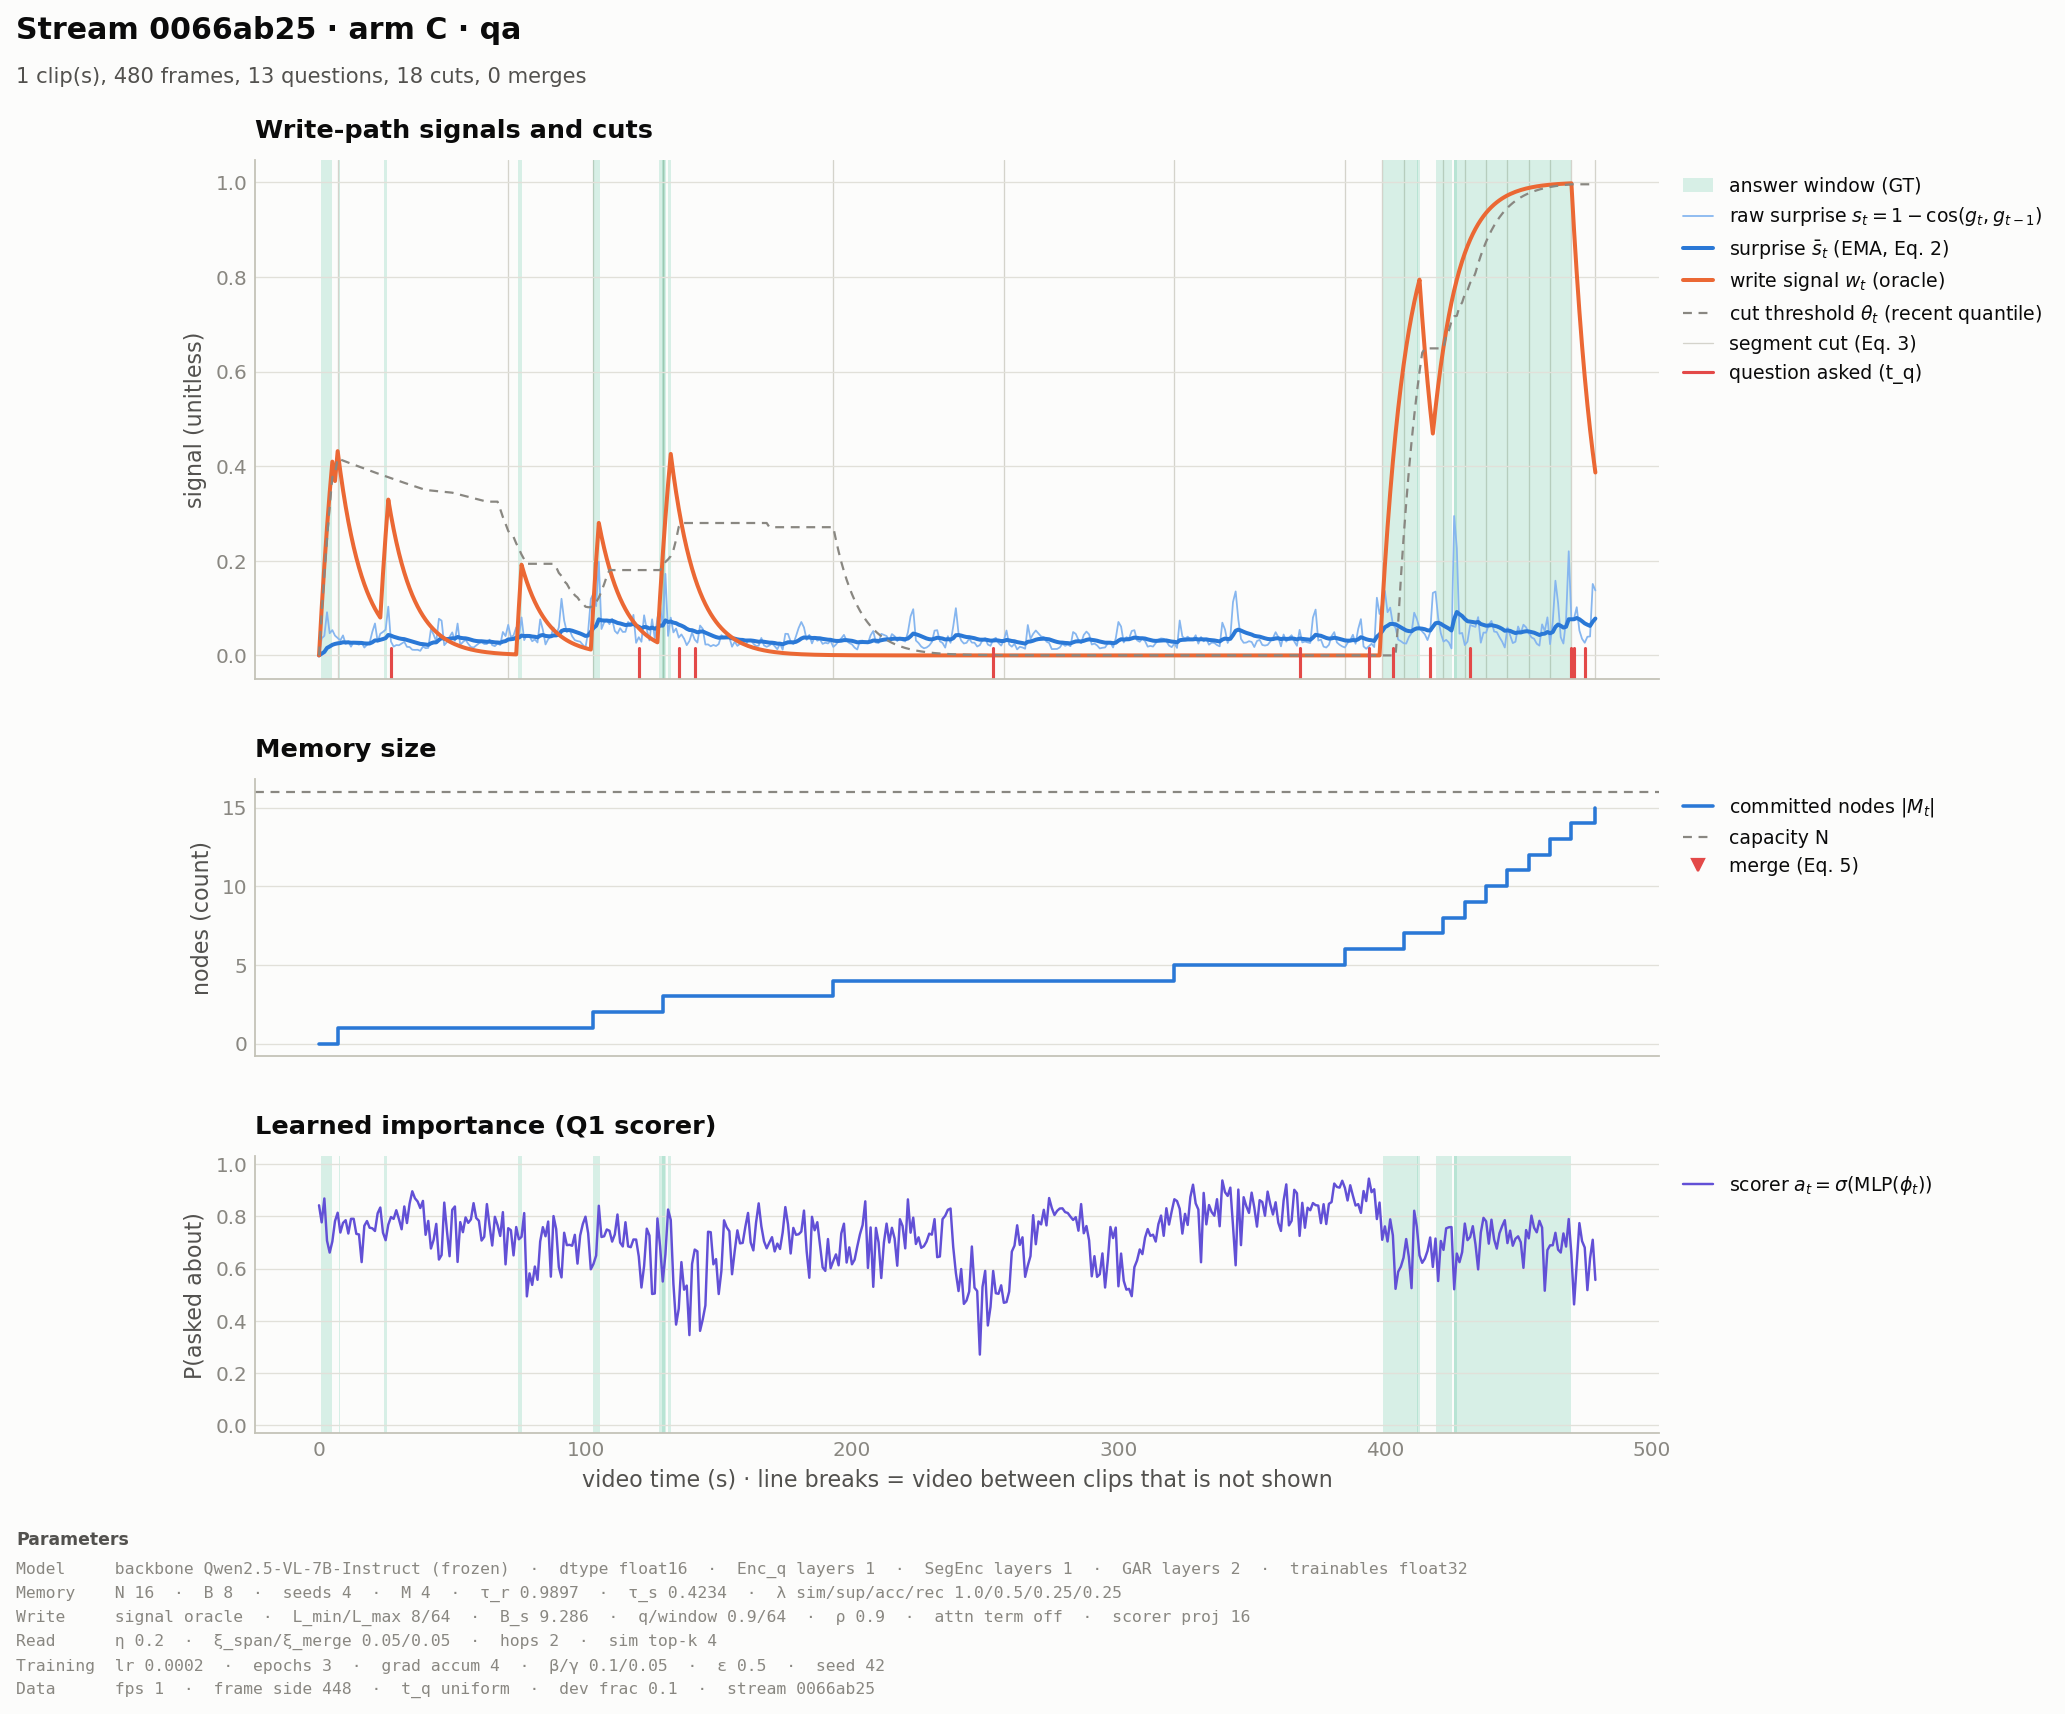 Stream 0066ab25 · arm C · qa
1 clip(s), 480 frames, 13 questions, 18 cuts, 0 merges
Write-path signals and cuts
signal (unitless)
1.0
0.8
0.6
0.4
0.2
0.0
answer window (GT)
raw surprise s_t = 1 − cos(g_t, g_{t−1})
surprise s̄_t (EMA, Eq. 2)
write signal w_t (oracle)
cut threshold θ_t (recent quantile)
segment cut (Eq. 3)
question asked (t_q)
Memory size
nodes (count)
15
10
5
0
committed nodes |M_t|
capacity N
merge (Eq. 5)
Learned importance (Q1 scorer)
P(asked about)
1.0
0.8
0.6
0.4
0.2
0.0
scorer a_t = σ(MLP(ϕ_t))
0 100 200 300 400 500
video time (s) · line breaks = video between clips that is not shown
Parameters
Model backbone Qwen2.5-VL-7B-Instruct (frozen) · dtype float16 · Enc_q layers 1 · SegEnc layers 1 · GAR layers 2 · trainables float32
Memory N 16 · B 8 · seeds 4 · M 4 · τ_r 0.9897 · τ_s 0.4234 · λ sim/sup/acc/rec 1.0/0.5/0.25/0.25
Write signal oracle · L_min/L_max 8/64 · B_s 9.286 · q/window 0.9/64 · ρ 0.9 · attn term off · scorer proj 16
Read η 0.2 · ξ_span/ξ_merge 0.05/0.05 · hops 2 · sim top-k 4
Training lr 0.0002 · epochs 3 · grad accum 4 · β/γ 0.1/0.05 · ε 0.5 · seed 42
Data fps 1 · frame side 448 · t_q uniform · dev frac 0.1 · stream 0066ab25